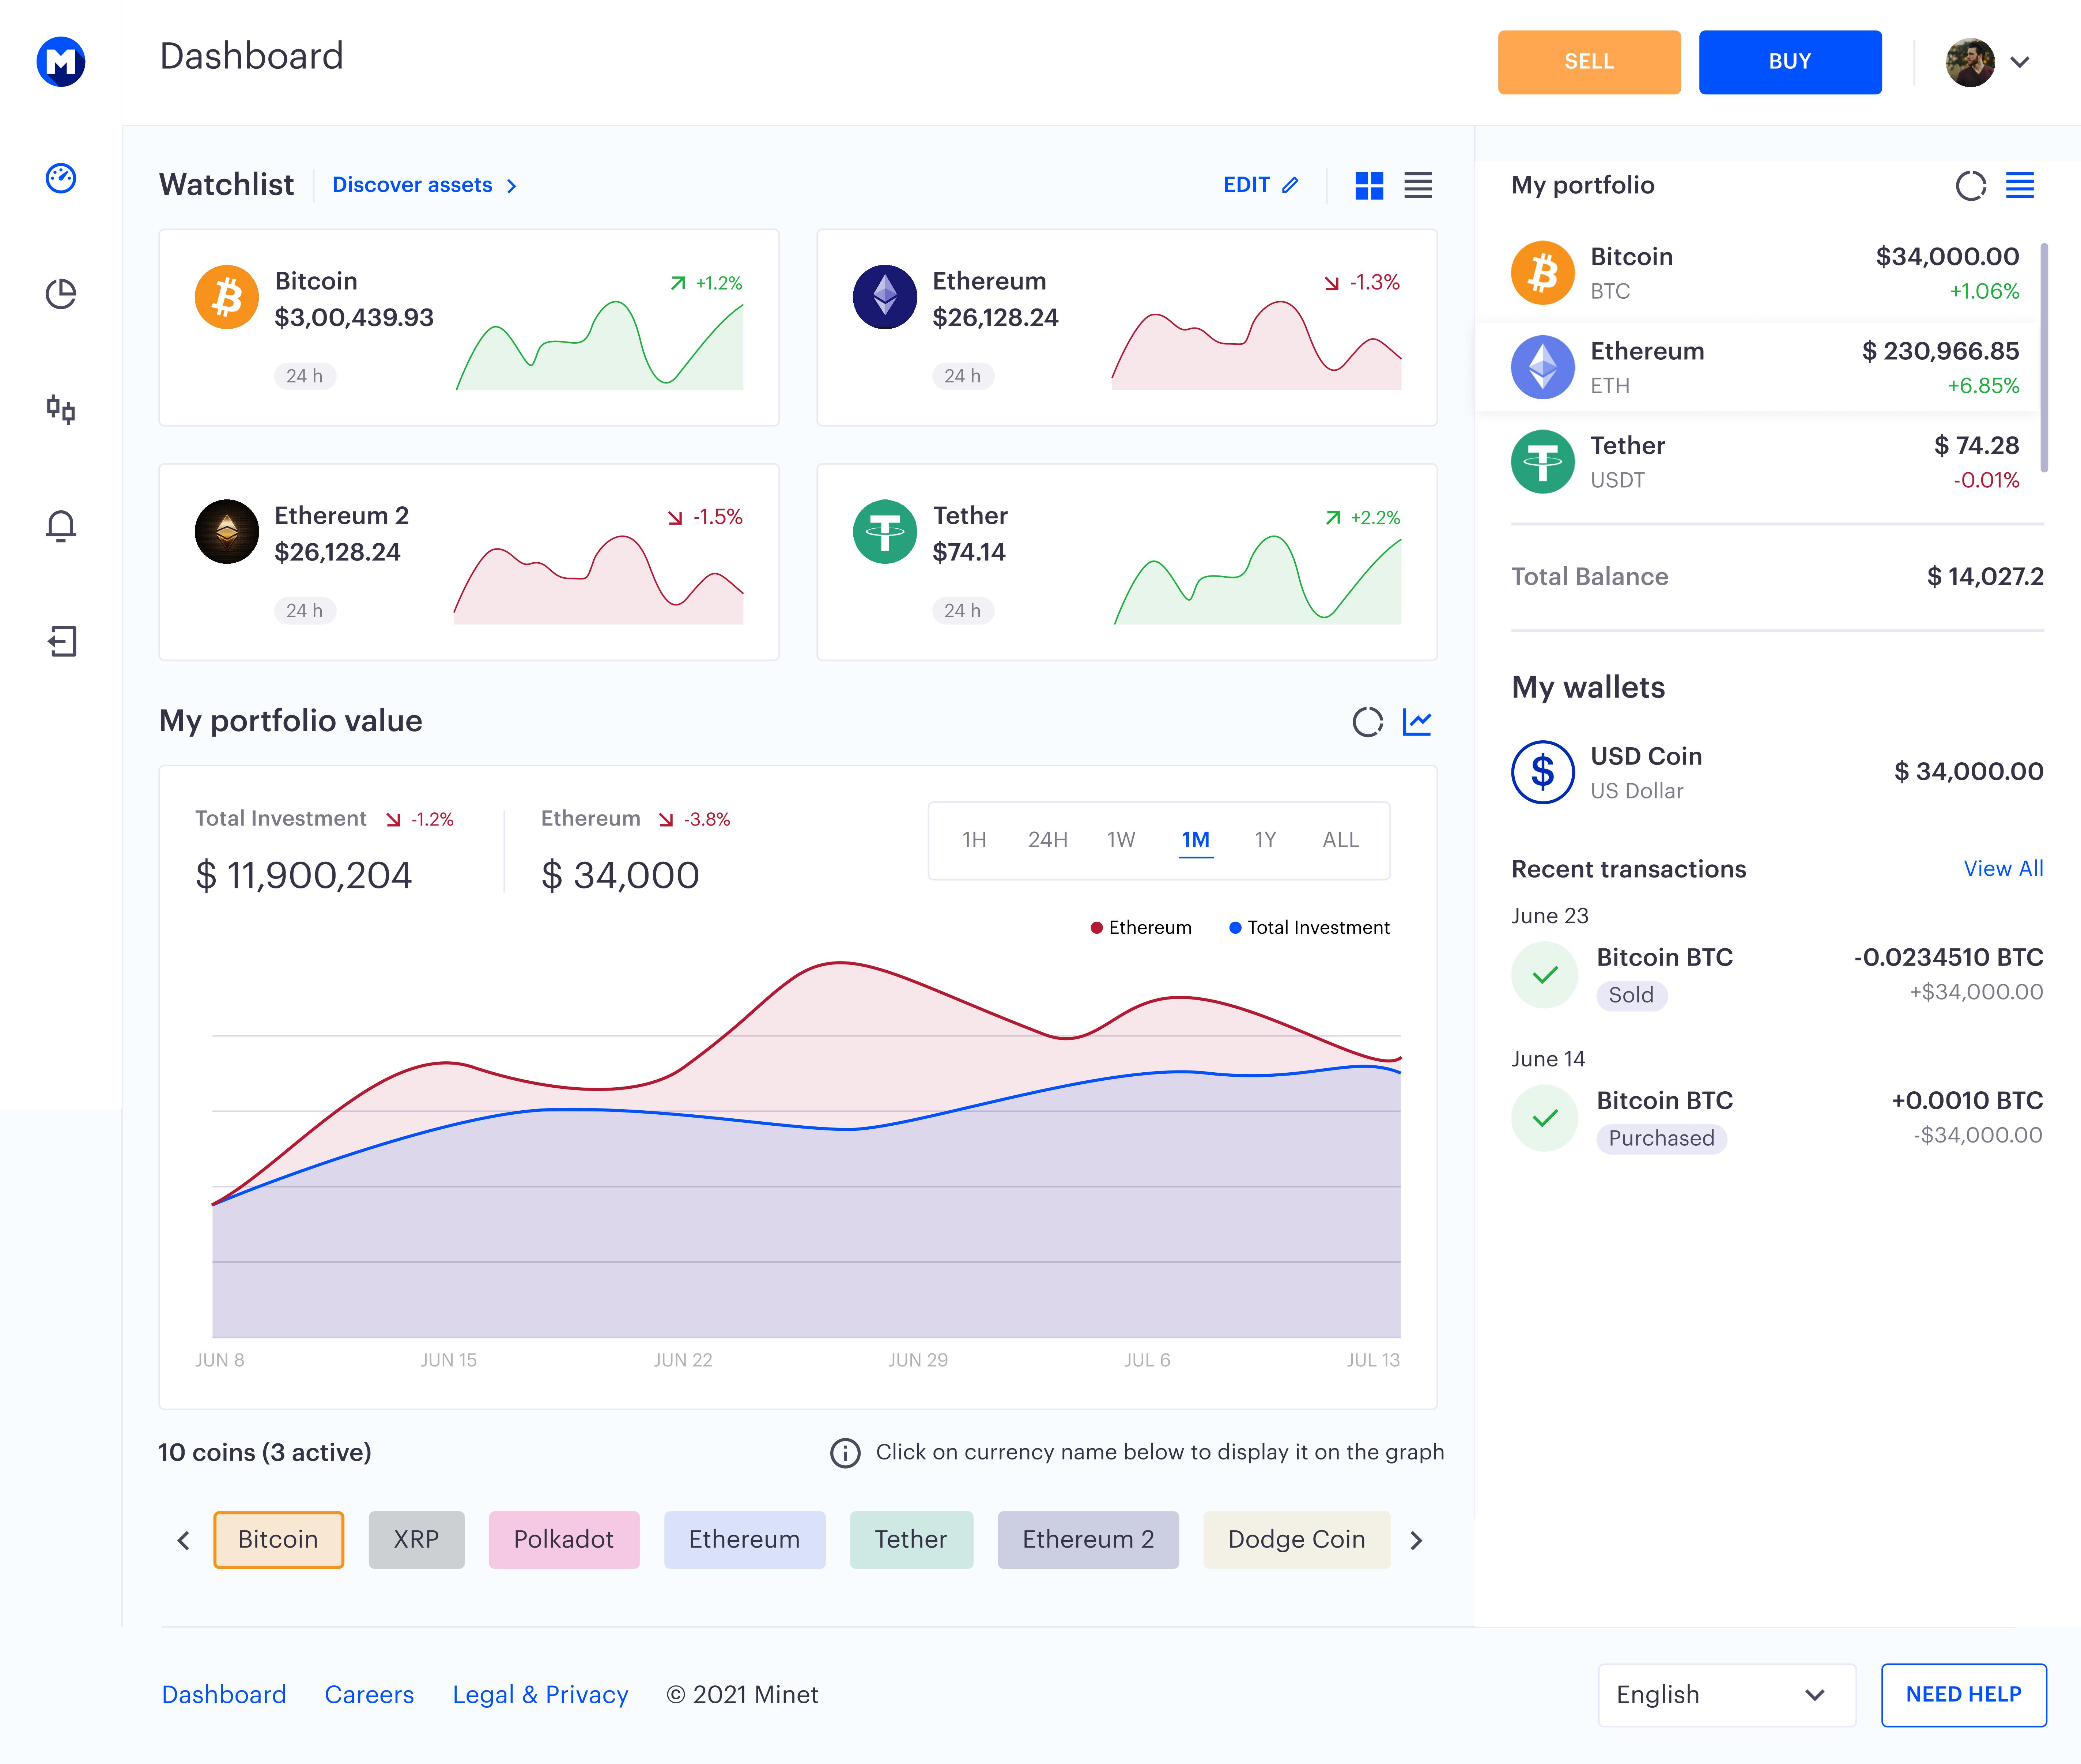 M
Dashboard
SELL
BUY
Watchlist
Discover assets
EDIT
Bitcoin
$3,00,439.93
24 h
+1.2%
Ethereum
$26,128.24
24 h
-1.3%
Ethereum 2
$26,128.24
24 h
-1.5%
Tether
$74.14
24 h
+2.2%
My portfolio value
Total Investment -1.2%
$ 11,900,204
Ethereum -3.8%
$ 34,000
1H 24H 1W 1M 1Y ALL
Ethereum Total Investment
JUN 8 JUN 15 JUN 22 JUN 29 JUL 6 JUL 13
10 coins (3 active)
Click on currency name below to display it on the graph
Bitcoin XRP Polkadot Ethereum Tether Ethereum 2 Dodge Coin
My portfolio
Bitcoin $34,000.00
BTC +1.06%
Ethereum $ 230,966.85
ETH +6.85%
Tether $ 74.28
USDT -0.01%
Total Balance $ 14,027.2
My wallets
USD Coin
US Dollar
$ 34,000.00
Recent transactions View All
June 23
Bitcoin BTC -0.0234510 BTC
Sold +$34,000.00
June 14
Bitcoin BTC +0.0010 BTC
Purchased -$34,000.00
Dashboard Careers Legal & Privacy © 2021 Minet
English
NEED HELP